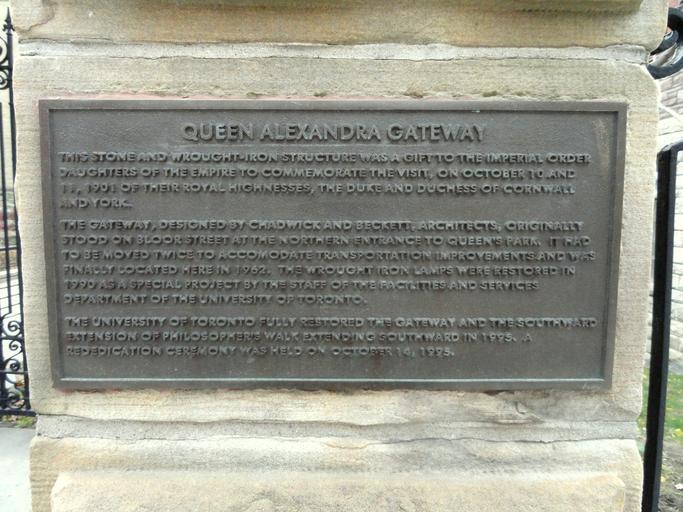 QUEEN ALEXANDRA GATEWAY
THIS STONE AND WROUGHT-IRON STRUCTURE WAS A GIFT TO THE IMPERIAL ORDER
DAUGHTERS OF THE EMPIRE TO COMMEMORATE THE VISIT, ON OCTOBER 10 AND
11, 1901 OF THEIR ROYAL HIGHNESSES, THE DUKE AND DUCHESS OF CORNWALL
AND YORK.
THE GATEWAY, DESIGNED BY CHADWICK AND BECKETT, ARCHITECTS, ORIGINALLY
STOOD ON BLOOR STREET AT THE NORTHERN ENTRANCE TO QUEEN'S PARK. IT HAD
TO BE MOVED TWICE TO ACCOMODATE TRANSPORTATION IMPROVEMENTS AND WAS
FINALLY LOCATED HERE IN 1962. THE WROUGHT IRON LAMPS WERE RESTORED IN
1990 AS A SPECIAL PROJECT BY THE STAFF OF THE FACILITIES AND SERVICES
DEPARTMENT OF THE UNIVERSITY OF TORONTO.
THE UNIVERSITY OF TORONTO FULLY RESTORED THE GATEWAY AND THE SOUTHWARD
EXTENSION OF PHILOSOPHER'S WALK EXTENDING SOUTHWARD IN 1995. A
REDEDICATION CEREMONY WAS HELD ON OCTOBER 14, 1995.